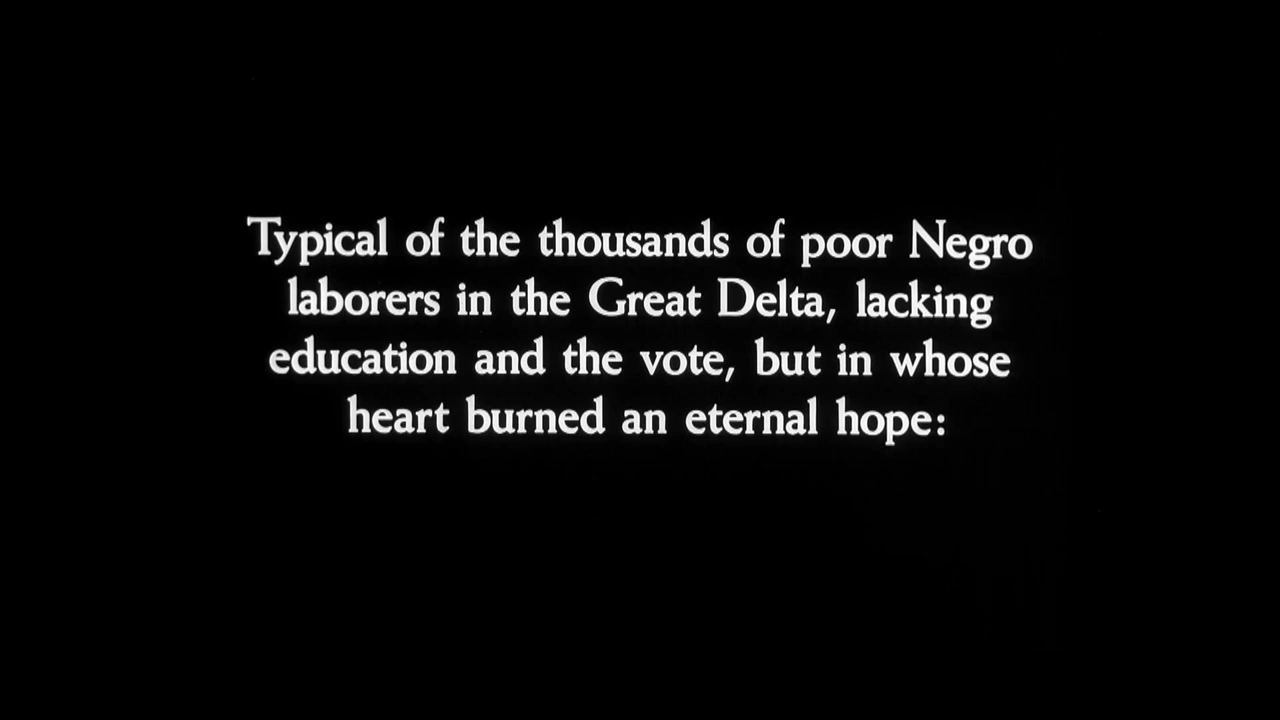 Typical of the thousands of poor Negro
laborers in the Great Delta, lacking
education and the vote, but in whose
heart burned an eternal hope: